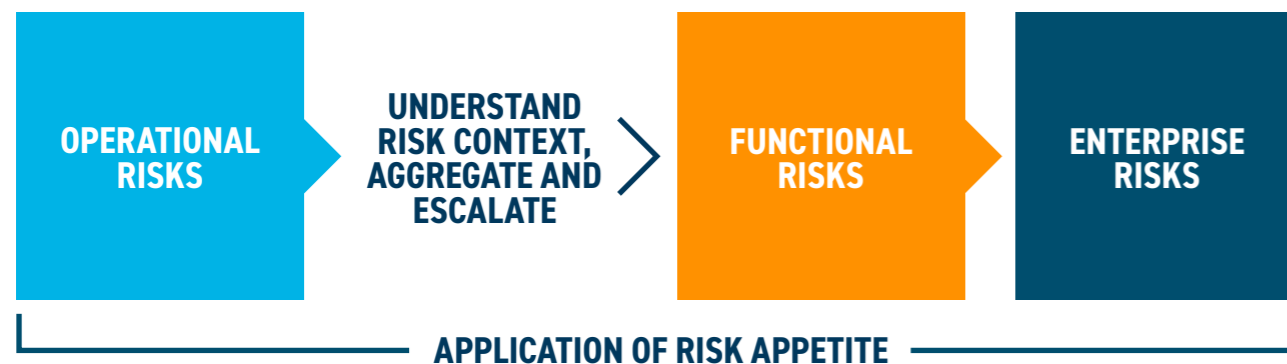 OPERATIONAL
RISKS
UNDERSTAND
RISK CONTEXT,
AGGREGATE AND
ESCALATE
FUNCTIONAL
RISKS
ENTERPRISE
RISKS
APPLICATION OF RISK APPETITE